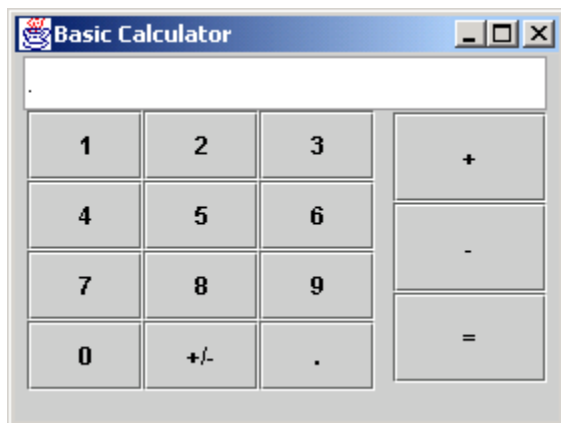 Basic Calculator
.
1 2 3 +
4 5 6 -
7 8 9 =
0 +/- .